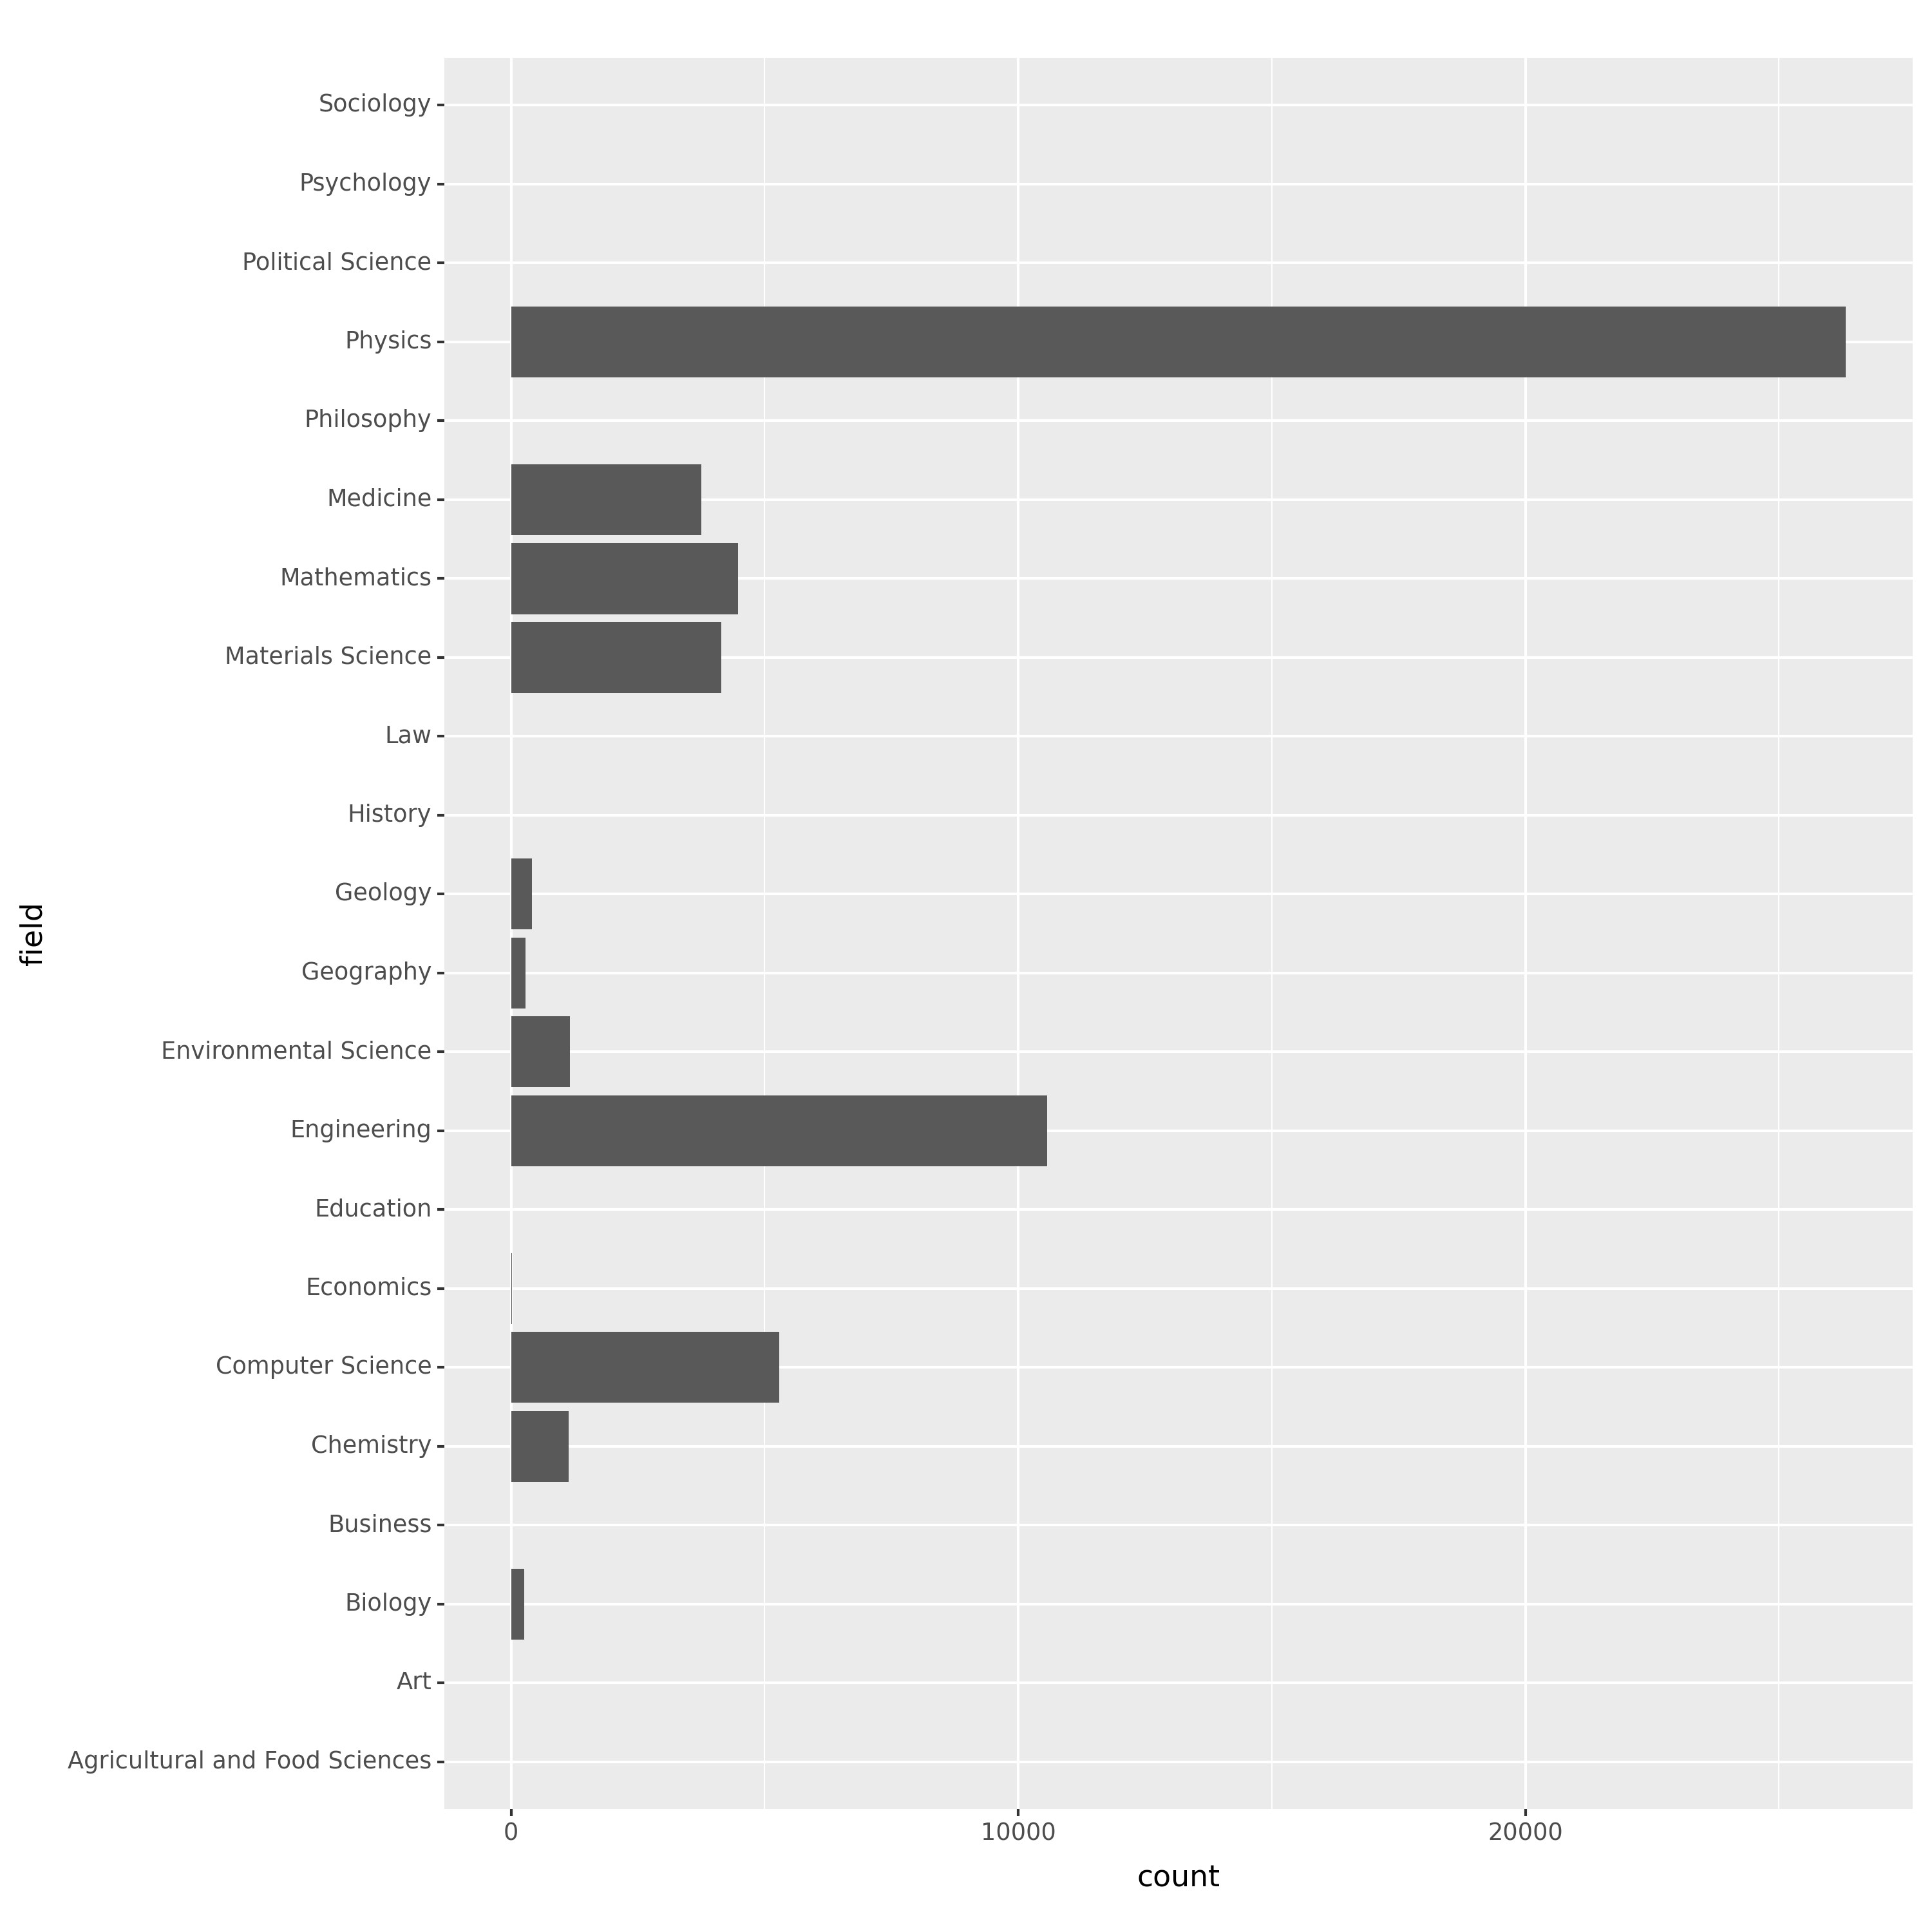 Sociology
Psychology
Political Science
Physics
Philosophy
Medicine
Mathematics
Materials Science
Law
History
Geology
Geography
Environmental Science
Engineering
Education
Economics
Computer Science
Chemistry
Business
Biology
Art
Agricultural and Food Sciences
field
0 10000 20000
count